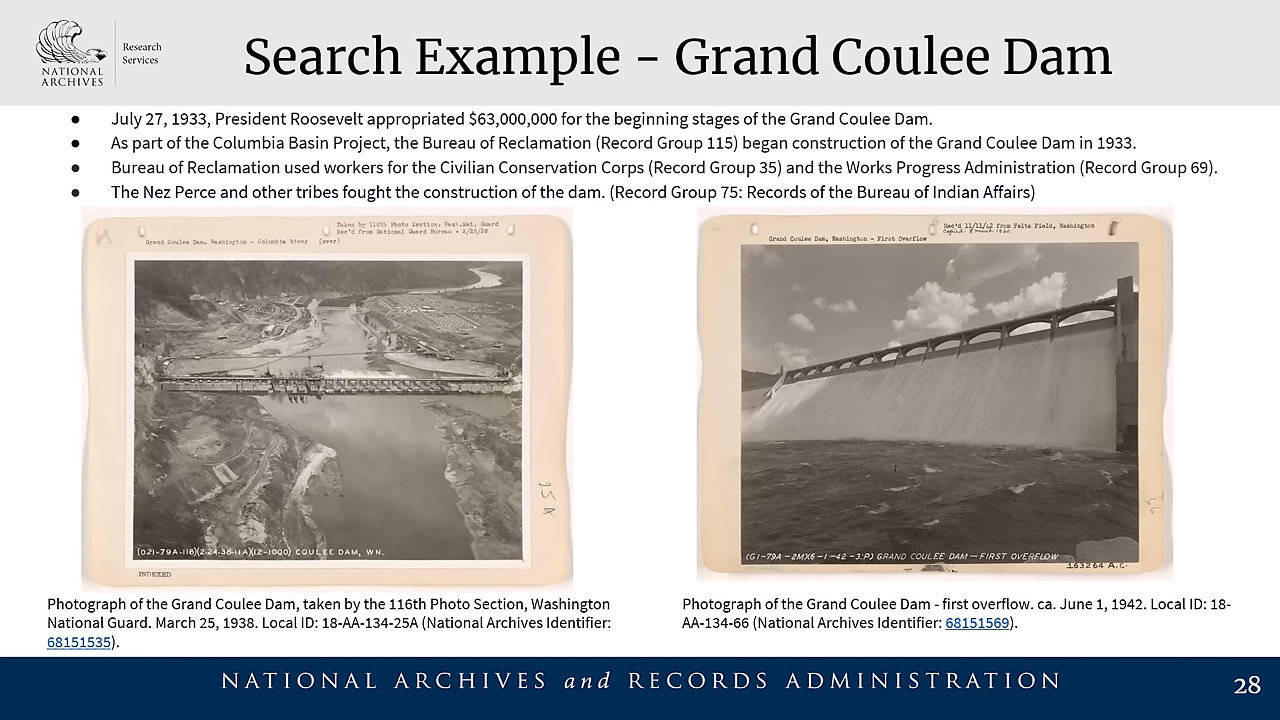 NATIONAL
ARCHIVES
Research
Services
Search Example - Grand Coulee Dam
● July 27, 1933, President Roosevelt appropriated $63,000,000 for the beginning stages of the Grand Coulee Dam.
● As part of the Columbia Basin Project, the Bureau of Reclamation (Record Group 115) began construction of the Grand Coulee Dam in 1933.
● Bureau of Reclamation used workers for the Civilian Conservation Corps (Record Group 35) and the Works Progress Administration (Record Group 69).
● The Nez Perce and other tribes fought the construction of the dam. (Record Group 75: Records of the Bureau of Indian Affairs)
Taken by 116th Photo Section, Wash.Nat. Guard
Rec'd from National Guard Bureau - 3/25/38
Grand Coulee Dam, Washington - Columbia River (over)
25 A
(021-79A-116)(2-24-38-11A)(12-1000) COULEE DAM, WN.
INDEXED
Rec'd 11/11/42 from Felts Field, Washington
Grand Coulee Dam, Washington - First Overflow
(G1-79A-2MX6-1-42-3:P) GRAND COULEE DAM—FIRST OVERFLOW
163264 A.C.
Photograph of the Grand Coulee Dam, taken by the 116th Photo Section, Washington
National Guard. March 25, 1938. Local ID: 18-AA-134-25A (National Archives Identifier:
68151535).
Photograph of the Grand Coulee Dam - first overflow. ca. June 1, 1942. Local ID: 18-
AA-134-66 (National Archives Identifier: 68151569).
NATIONAL ARCHIVES and RECORDS ADMINISTRATION
28